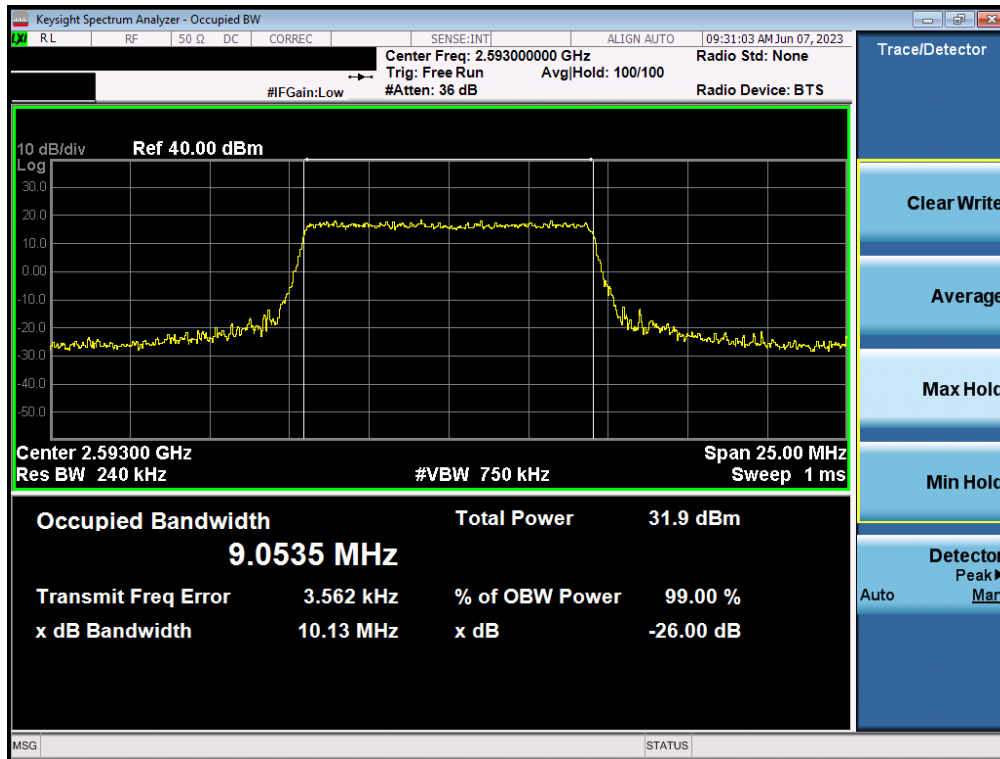 Keysight Spectrum Analyzer - Occupied BW
LXI RL RF 50 Ω DC CORREC SENSE:INT ALIGN AUTO 09:31:03 AM Jun 07, 2023
Center Freq: 2.593000000 GHz Radio Std: None
Trig: Free Run Avg|Hold: 100/100
#IFGain:Low #Atten: 36 dB Radio Device: BTS
10 dB/div Ref 40.00 dBm
Log
30.0
20.0
10.0
0.00
-10.0
-20.0
-30.0
-40.0
-50.0
Center 2.59300 GHz Span 25.00 MHz
Res BW 240 kHz #VBW 750 kHz Sweep 1 ms
Occupied Bandwidth Total Power 31.9 dBm
9.0535 MHz
Transmit Freq Error 3.562 kHz % of OBW Power 99.00 %
x dB Bandwidth 10.13 MHz x dB -26.00 dB
MSG STATUS
Trace/Detector
Clear Write
Average
Max Hold
Min Hold
Detector
Peak
Auto Man